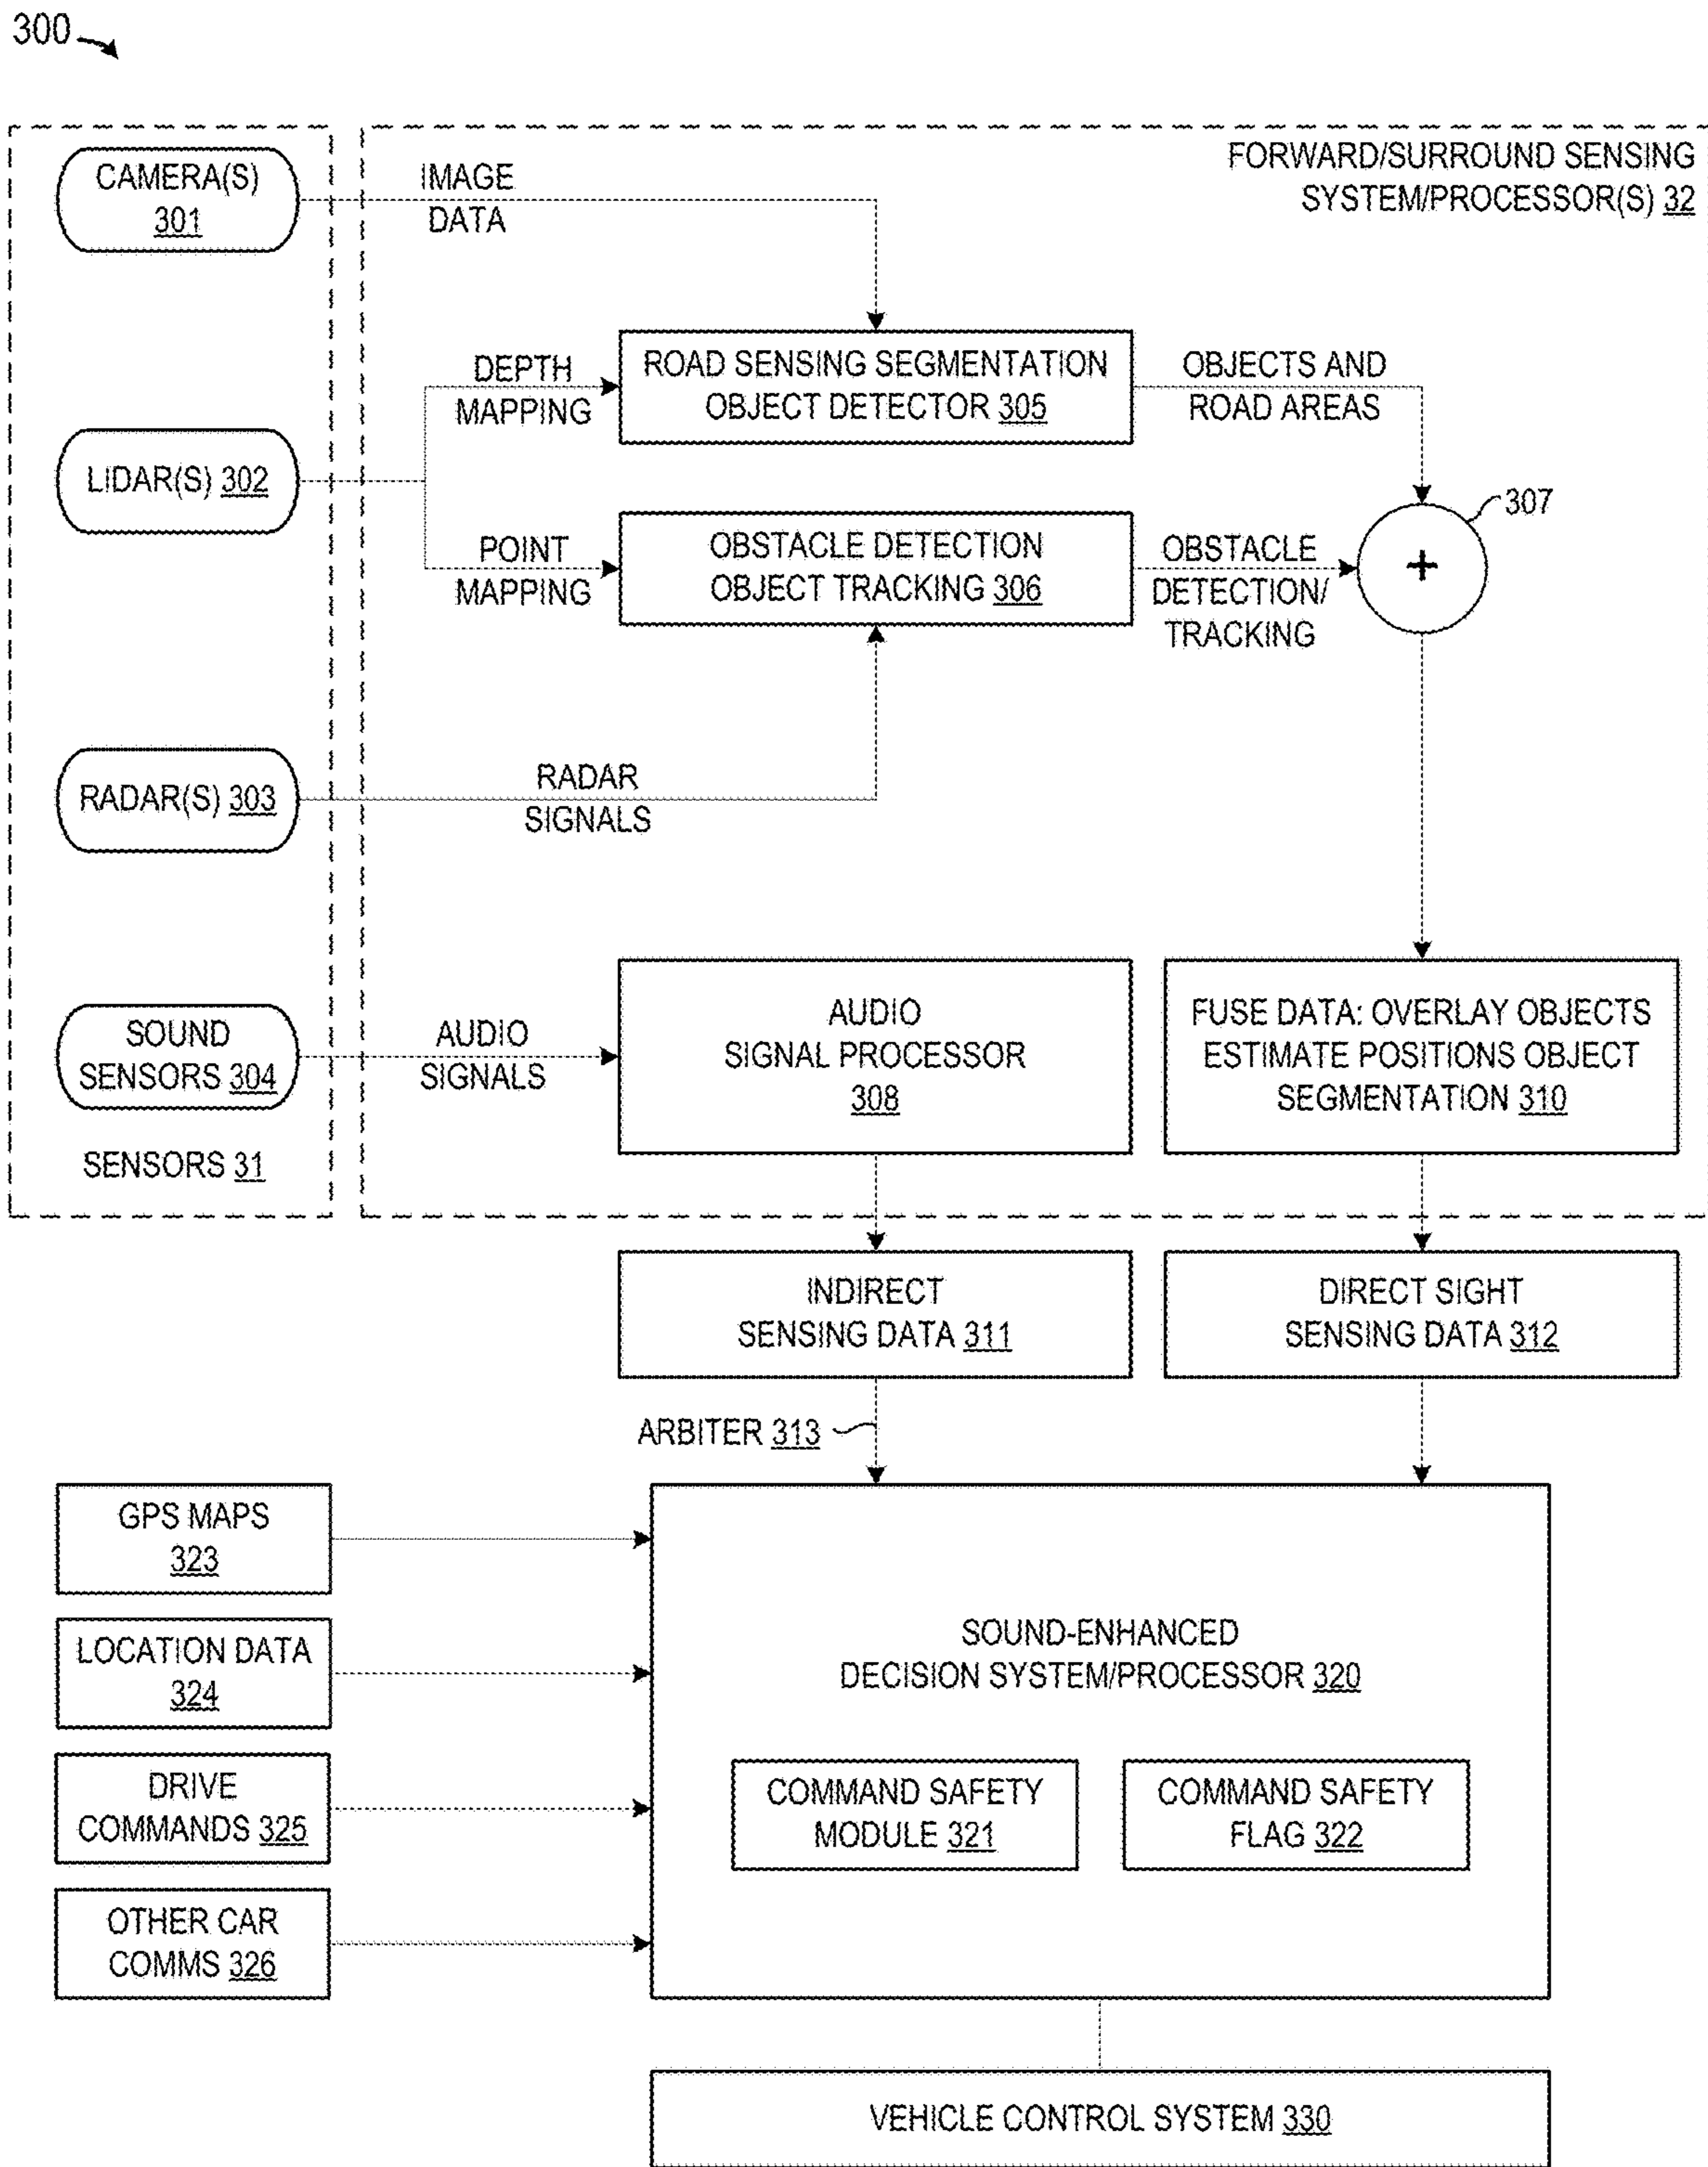 300
CAMERA(S)
301
IMAGE
DATA
FORWARD/SURROUND SENSING
SYSTEM/PROCESSOR(S) 32
DEPTH
MAPPING
ROAD SENSING SEGMENTATION
OBJECT DETECTOR 305
OBJECTS AND
ROAD AREAS
LIDAR(S) 302
307
POINT
MAPPING
OBSTACLE DETECTION
OBJECT TRACKING 306
OBSTACLE
DETECTION/
TRACKING
+
RADAR(S) 303
RADAR
SIGNALS
SOUND
SENSORS 304
AUDIO
SIGNALS
AUDIO
SIGNAL PROCESSOR
308
FUSE DATA: OVERLAY OBJECTS
ESTIMATE POSITIONS OBJECT
SEGMENTATION 310
SENSORS 31
INDIRECT
SENSING DATA 311
DIRECT SIGHT
SENSING DATA 312
ARBITER 313
GPS MAPS
323
LOCATION DATA
324
DRIVE
COMMANDS 325
OTHER CAR
COMMS 326
SOUND-ENHANCED
DECISION SYSTEM/PROCESSOR 320
COMMAND SAFETY
MODULE 321
COMMAND SAFETY
FLAG 322
VEHICLE CONTROL SYSTEM 330